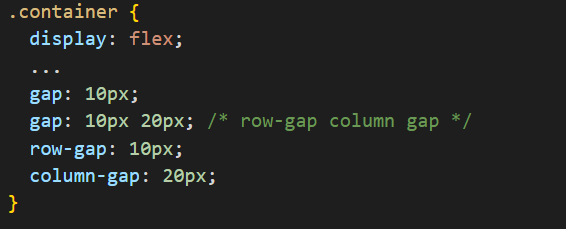 .container {
  display: flex;
  ...
  gap: 10px;
  gap: 10px 20px; /* row-gap column gap */
  row-gap: 10px;
  column-gap: 20px;
}